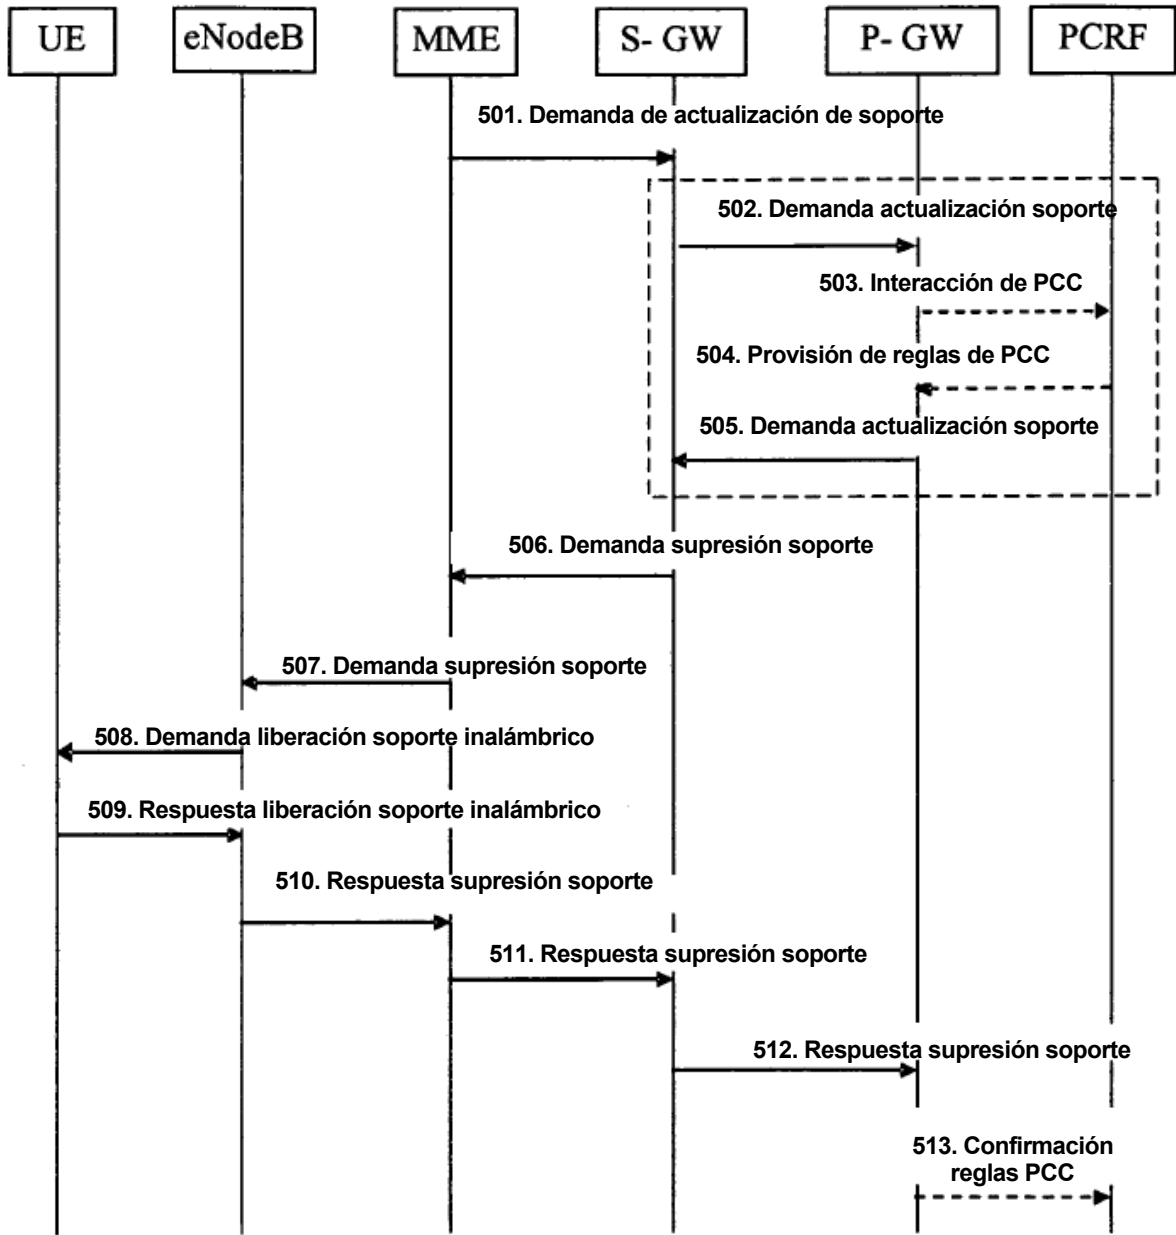 UE
eNodeB
MME
S- GW
P- GW
PCRF
501. Demanda de actualización de soporte
502. Demanda actualización soporte
503. Interacción de PCC
504. Provisión de reglas de PCC
505. Demanda actualización soporte
506. Demanda supresión soporte
507. Demanda supresión soporte
508. Demanda liberación soporte inalámbrico
509. Respuesta liberación soporte inalámbrico
510. Respuesta supresión soporte
511. Respuesta supresión soporte
512. Respuesta supresión soporte
513. Confirmación
reglas PCC